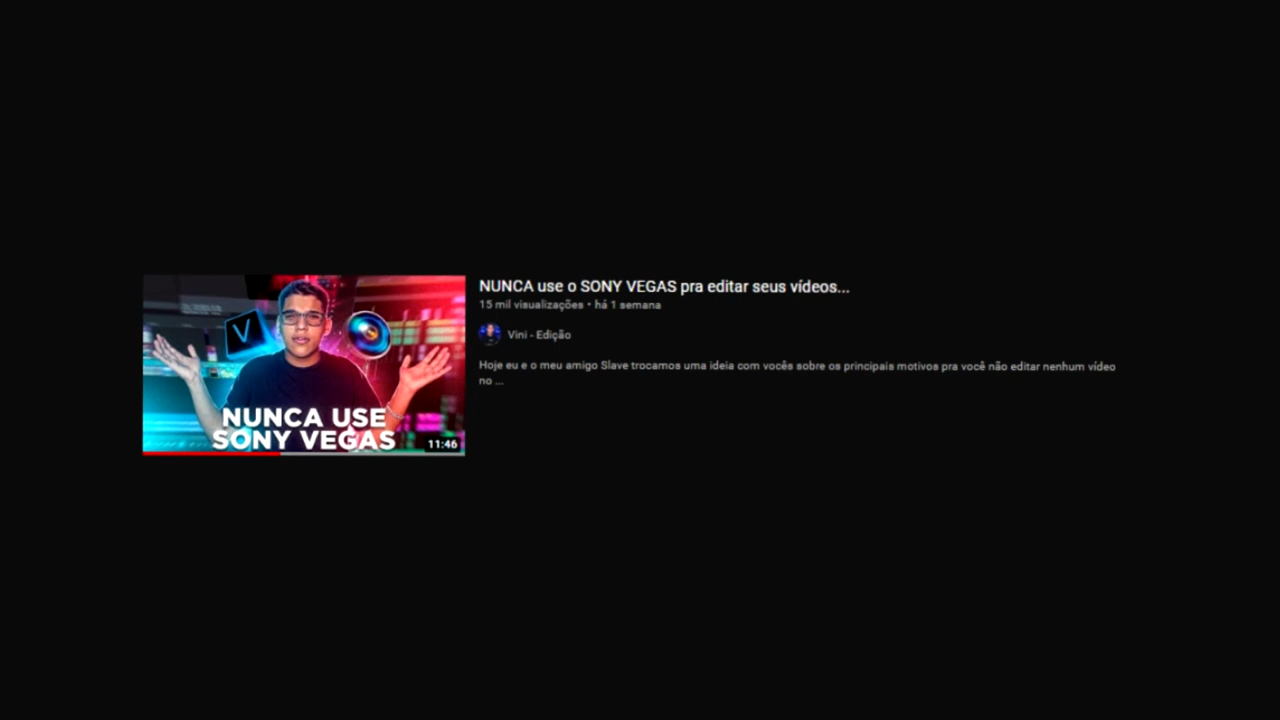 NUNCA USE
SONY VEGAS
11:46
NUNCA use o SONY VEGAS pra editar seus vídeos...
15 mil visualizações • há 1 semana
Vini - Edição
Hoje eu e o meu amigo Slave trocamos uma ideia com vocês sobre os principais motivos pra você não editar nenhum vídeo
no ...